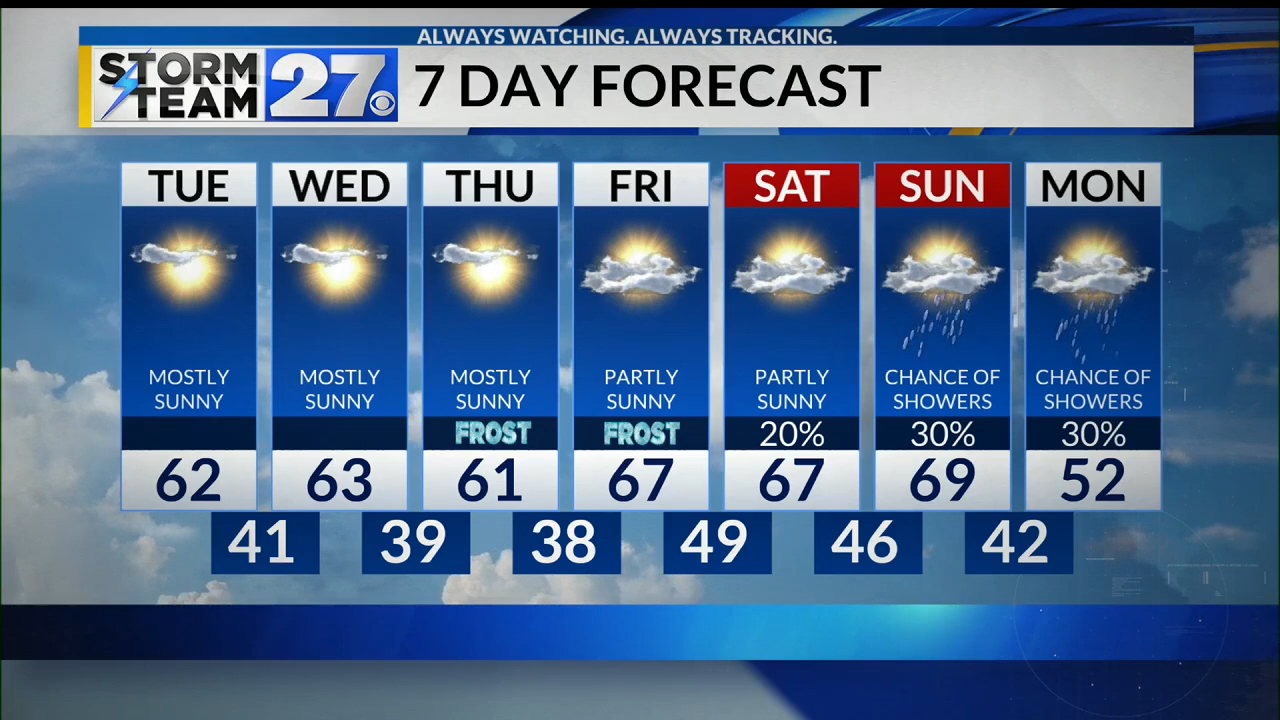 ALWAYS WATCHING. ALWAYS TRACKING.
STORM
TEAM
27
7 DAY FORECAST
TUE WED THU FRI SAT SUN MON
MOSTLY SUNNY
MOSTLY SUNNY
MOSTLY SUNNY
PARTLY SUNNY
PARTLY SUNNY
CHANCE OF SHOWERS
CHANCE OF SHOWERS
FROST FROST 20% 30% 30%
62 63 61 67 67 69 52
41 39 38 49 46 42